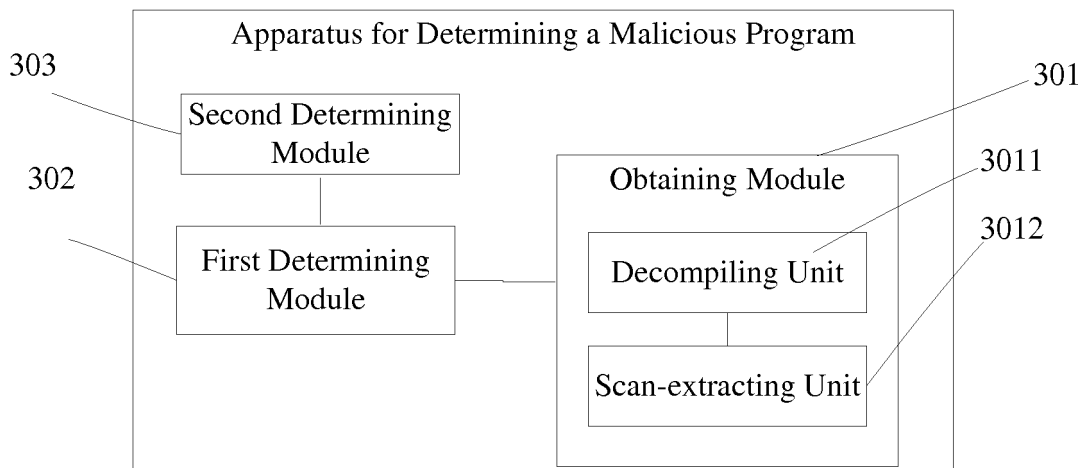 Apparatus for Determining a Malicious Program
303
301
Second Determining
Module
302
Obtaining Module
3011
First Determining
Module
Decompiling Unit
3012
Scan-extracting Unit